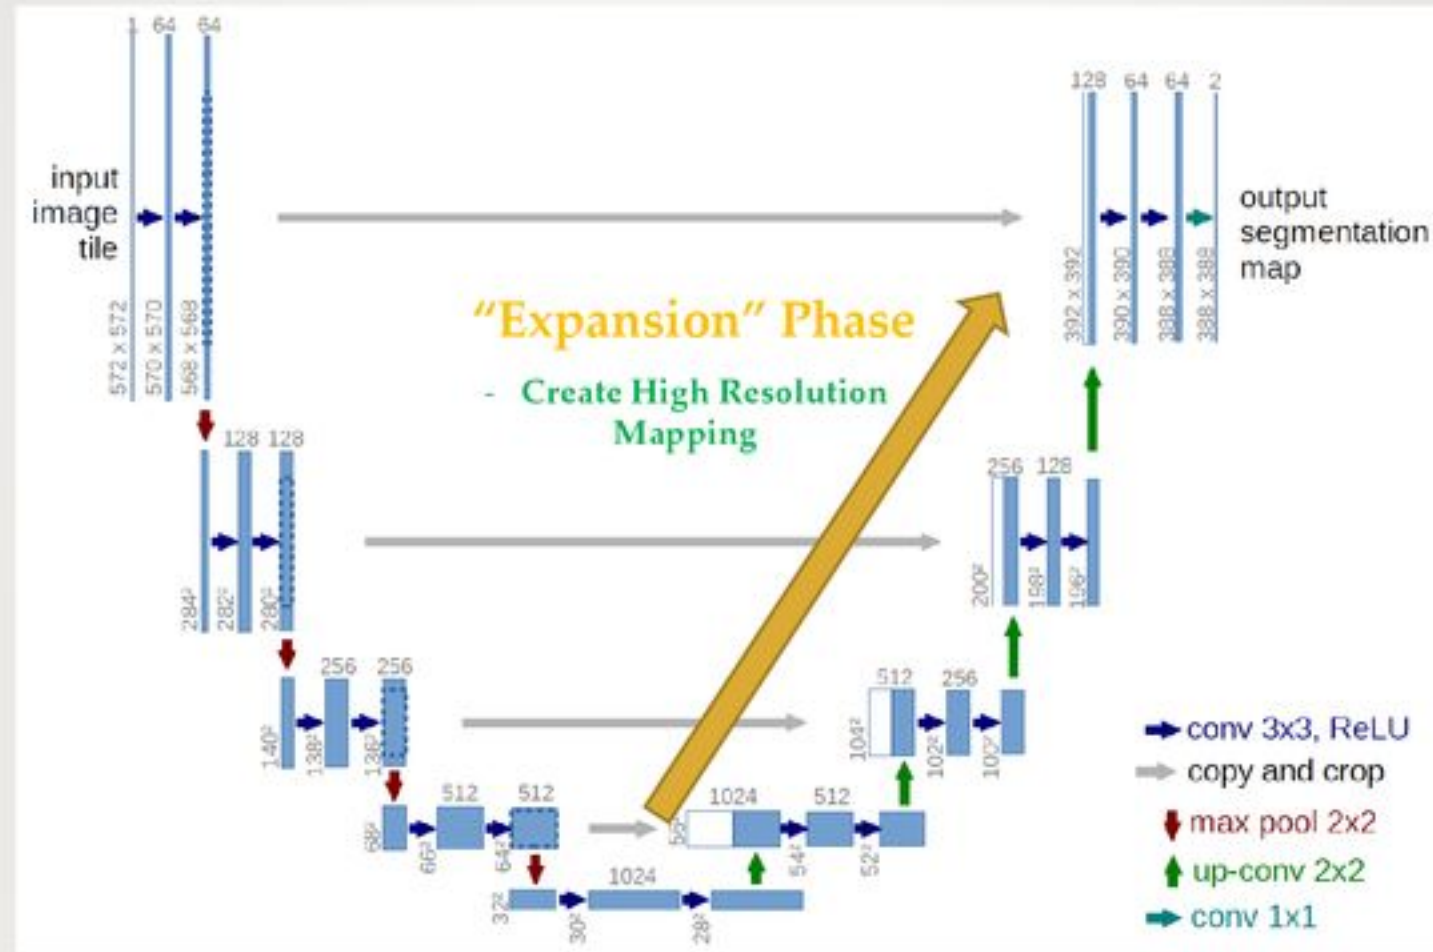 1 64 64
128 64 64 2
input
image
tile
output
segmentation
map
572 x 572
570 x 570
568 x 568
392 x 392
390 x 390
388 x 388
388 x 388
“Expansion” Phase
- Create High Resolution
Mapping
128 128
256 128
284²
282²
280²
200²
198²
196²
256 256
512 256
140²
138²
136²
104²
102²
100²
conv 3x3, ReLU
copy and crop
max pool 2x2
up-conv 2x2
conv 1x1
512 512
1024 512
68²
66²
64²
54²
52²
1024
32²
30²
28²